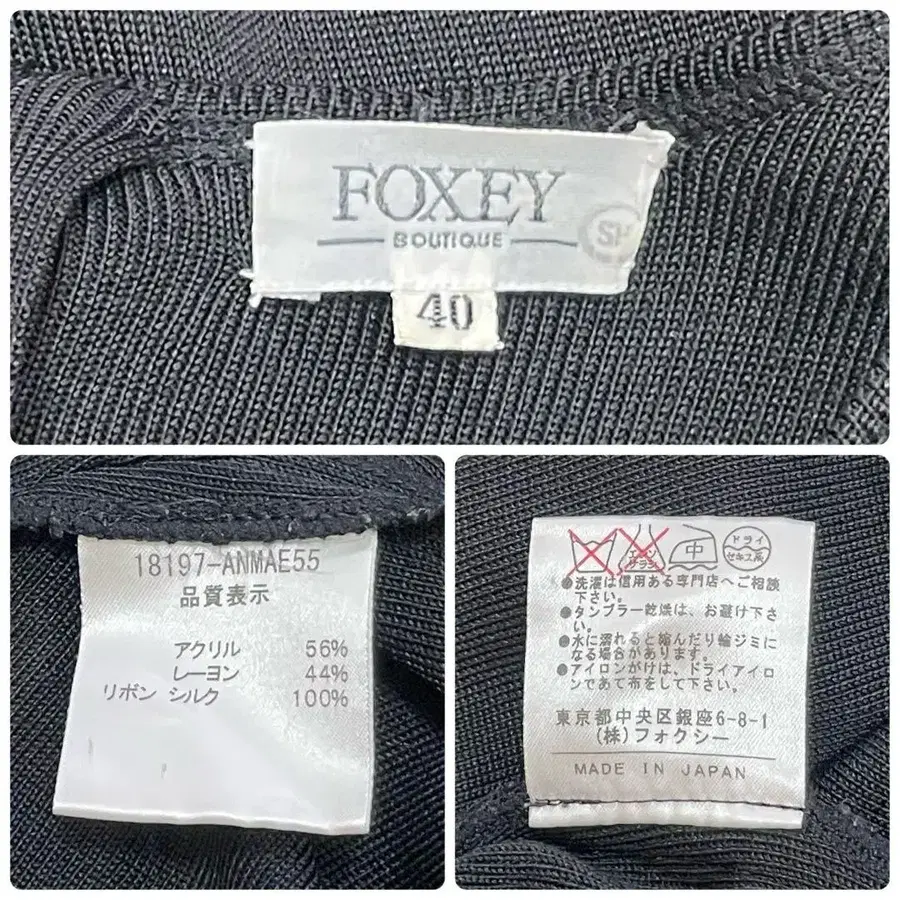 FOXEY
BOUTIQUE
40
18197-ANMAE55
品質表示
アクリル 56%
レーヨン 44%
リボン シルク 100%
エンソ
サラシ
中
ドライ
セキユ系
●洗濯は信用ある専門店へご相談
下さい。
●タンブラー乾燥は、お避け下さ
い。
●水に濡れると縮んだり輪ジミに
なる場合があります。
●アイロンがけは、ドライアイロ
ンであて布をして下さい。
東京都中央区銀座6-8-1
(株)フォクシー
MADE IN JAPAN